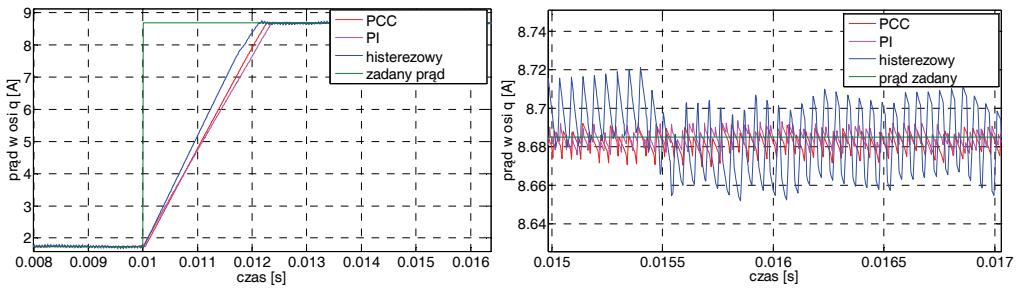 9
8
7
6
5
4
3
2
prąd w osi q [A]
PCC
PI
histerezowy
zadany prąd
0.008 0.009 0.01 0.011 0.012 0.013 0.014 0.015 0.016
czas [s]
8.74
8.72
8.7
8.68
8.66
8.64
prąd w osi q [A]
PCC
PI
histerezowy
prąd zadany
0.015 0.0155 0.016 0.0165 0.017
czas [s]